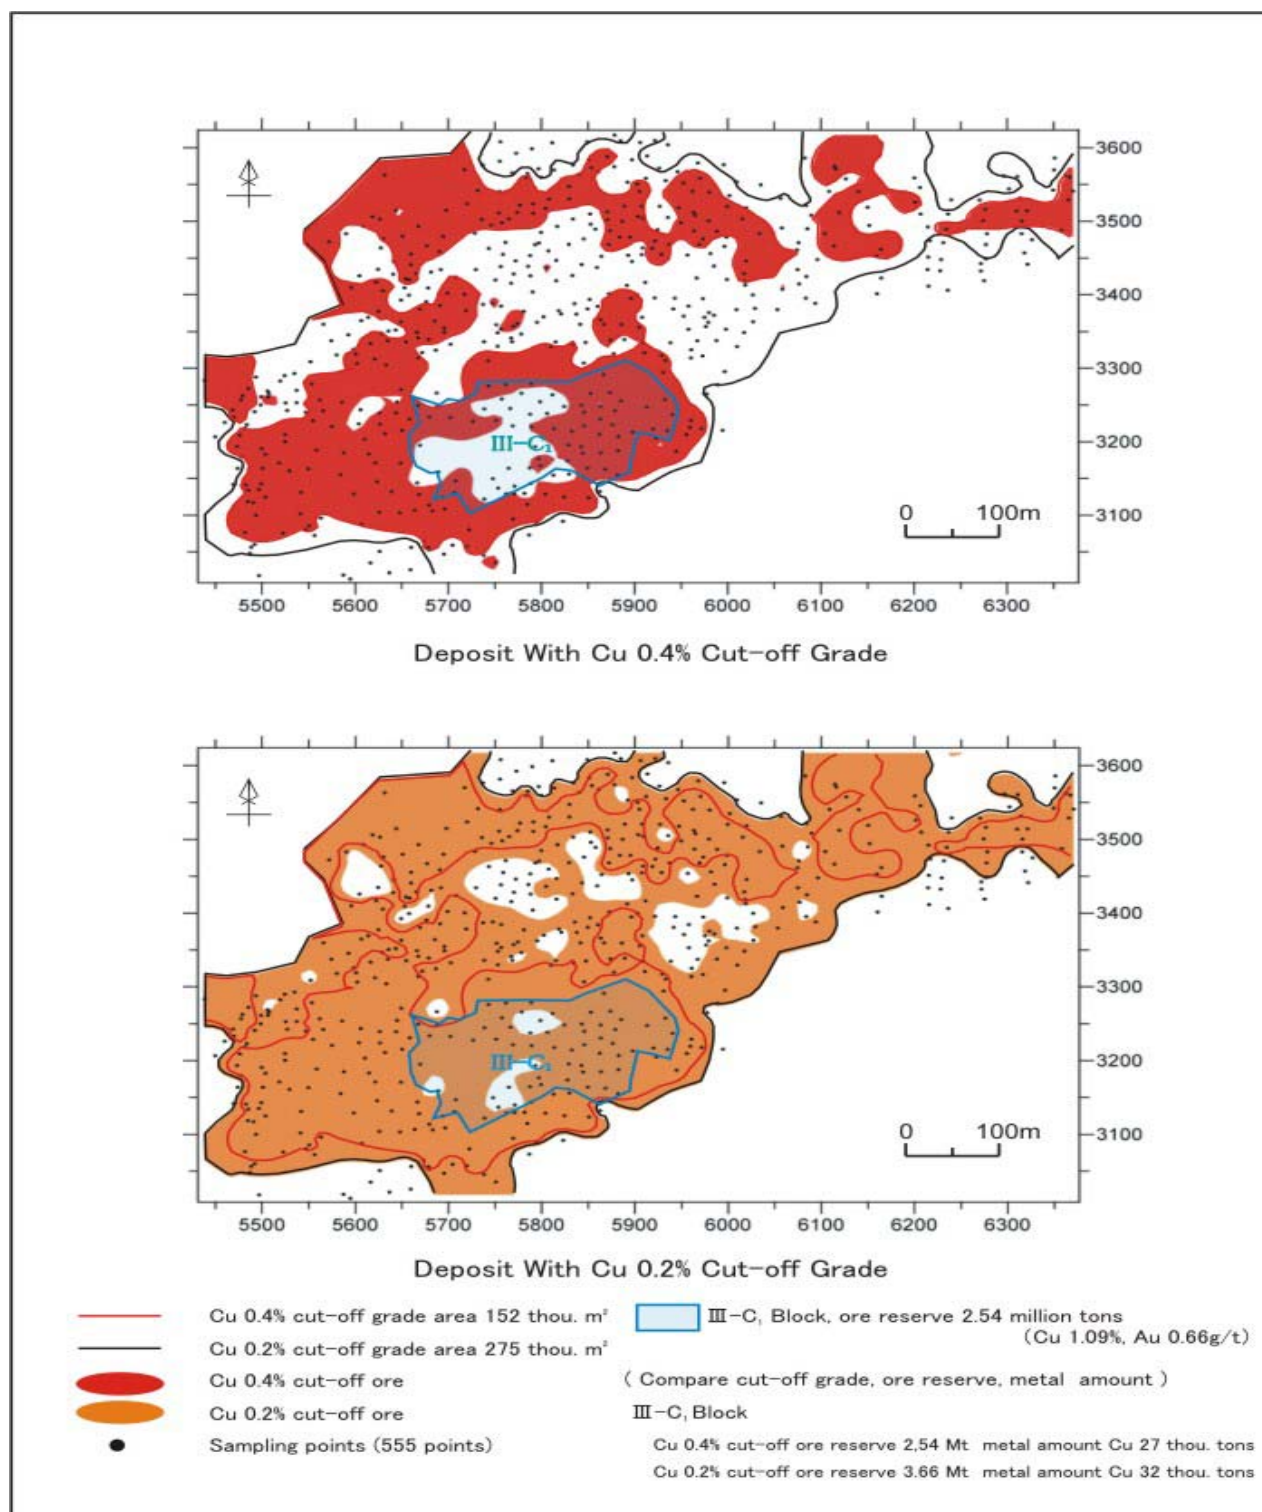 3600
3500
3400
3300
3200
3100
Ⅲ-C₁
0 100m
5500 5600 5700 5800 5900 6000 6100 6200 6300
Deposit With Cu 0.4% Cut-off Grade
3600
3500
3400
3300
3200
3100
Ⅲ-C₁
0 100m
5500 5600 5700 5800 5900 6000 6100 6200 6300
Deposit With Cu 0.2% Cut-off Grade
Cu 0.4% cut-off grade area 152 thou. m²
Cu 0.2% cut-off grade area 275 thou. m²
Cu 0.4% cut-off ore
Cu 0.2% cut-off ore
Sampling points (555 points)
Ⅲ-C₁ Block, ore reserve 2.54 million tons
(Cu 1.09%, Au 0.66g/t)
( Compare cut-off grade, ore reserve, metal amount )
Ⅲ-C₁ Block
Cu 0.4% cut-off ore reserve 2,54 Mt metal amount Cu 27 thou. tons
Cu 0.2% cut-off ore reserve 3.66 Mt metal amount Cu 32 thou. tons